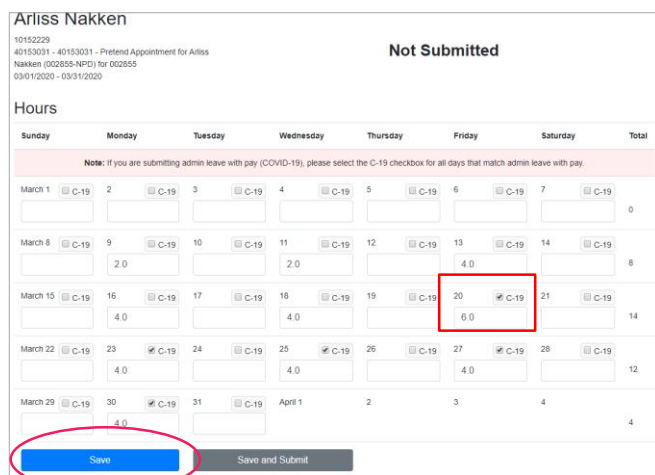 Arliss Nakken
10152229
40153031 - 40153031 - Pretend Appointment for Arliss
Nakken (002855-NPD) for 002855
03/01/2020 - 03/31/2020
Not Submitted
Hours
Sunday Monday Tuesday Wednesday Thursday Friday Saturday Total
Note: If you are submitting admin leave with pay (COVID-19), please select the C-19 checkbox for all days that match admin leave with pay.
March 1 C-19 2 C-19 3 C-19 4 C-19 5 C-19 6 C-19 7 C-19
0
March 8 C-19 9 C-19 10 C-19 11 C-19 12 C-19 13 C-19 14 C-19
2.0 2.0 4.0 8
March 15 C-19 16 C-19 17 C-19 18 C-19 19 C-19 20 C-19 21 C-19
4.0 4.0 6.0 14
March 22 C-19 23 C-19 24 C-19 25 C-19 26 C-19 27 C-19 28 C-19
4.0 4.0 4.0 12
March 29 C-19 30 C-19 31 C-19 April 1 2 3 4
4.0 4
Save Save and Submit